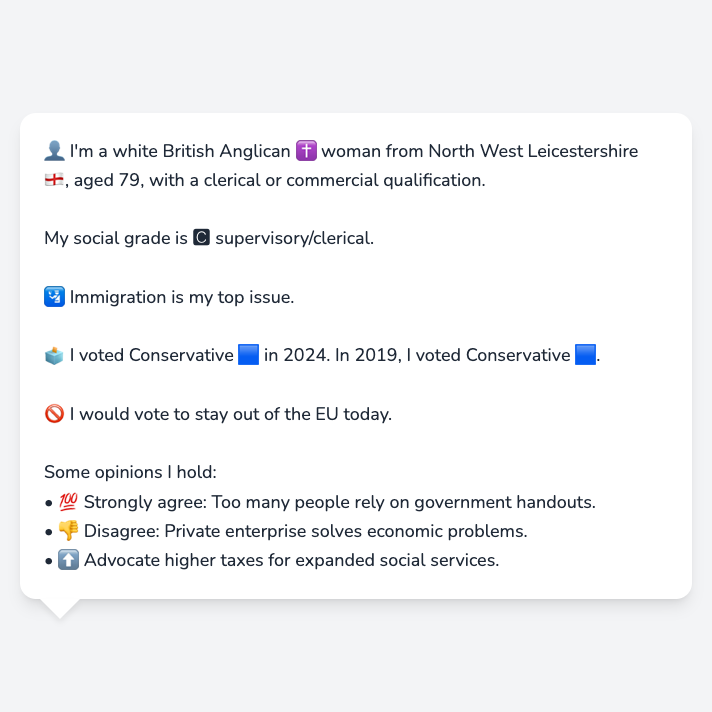 👤 I'm a white British Anglican ✝️ woman from North West Leicestershire
🏴󠁧󠁢󠁥󠁮󠁧󠁿, aged 79, with a clerical or commercial qualification.
My social grade is 🅲 supervisory/clerical.
🛂 Immigration is my top issue.
🗳️ I voted Conservative 🟦 in 2024. In 2019, I voted Conservative 🟦.
🚫 I would vote to stay out of the EU today.
Some opinions I hold:
• 💯 Strongly agree: Too many people rely on government handouts.
• 👎 Disagree: Private enterprise solves economic problems.
• ⬆️ Advocate higher taxes for expanded social services.